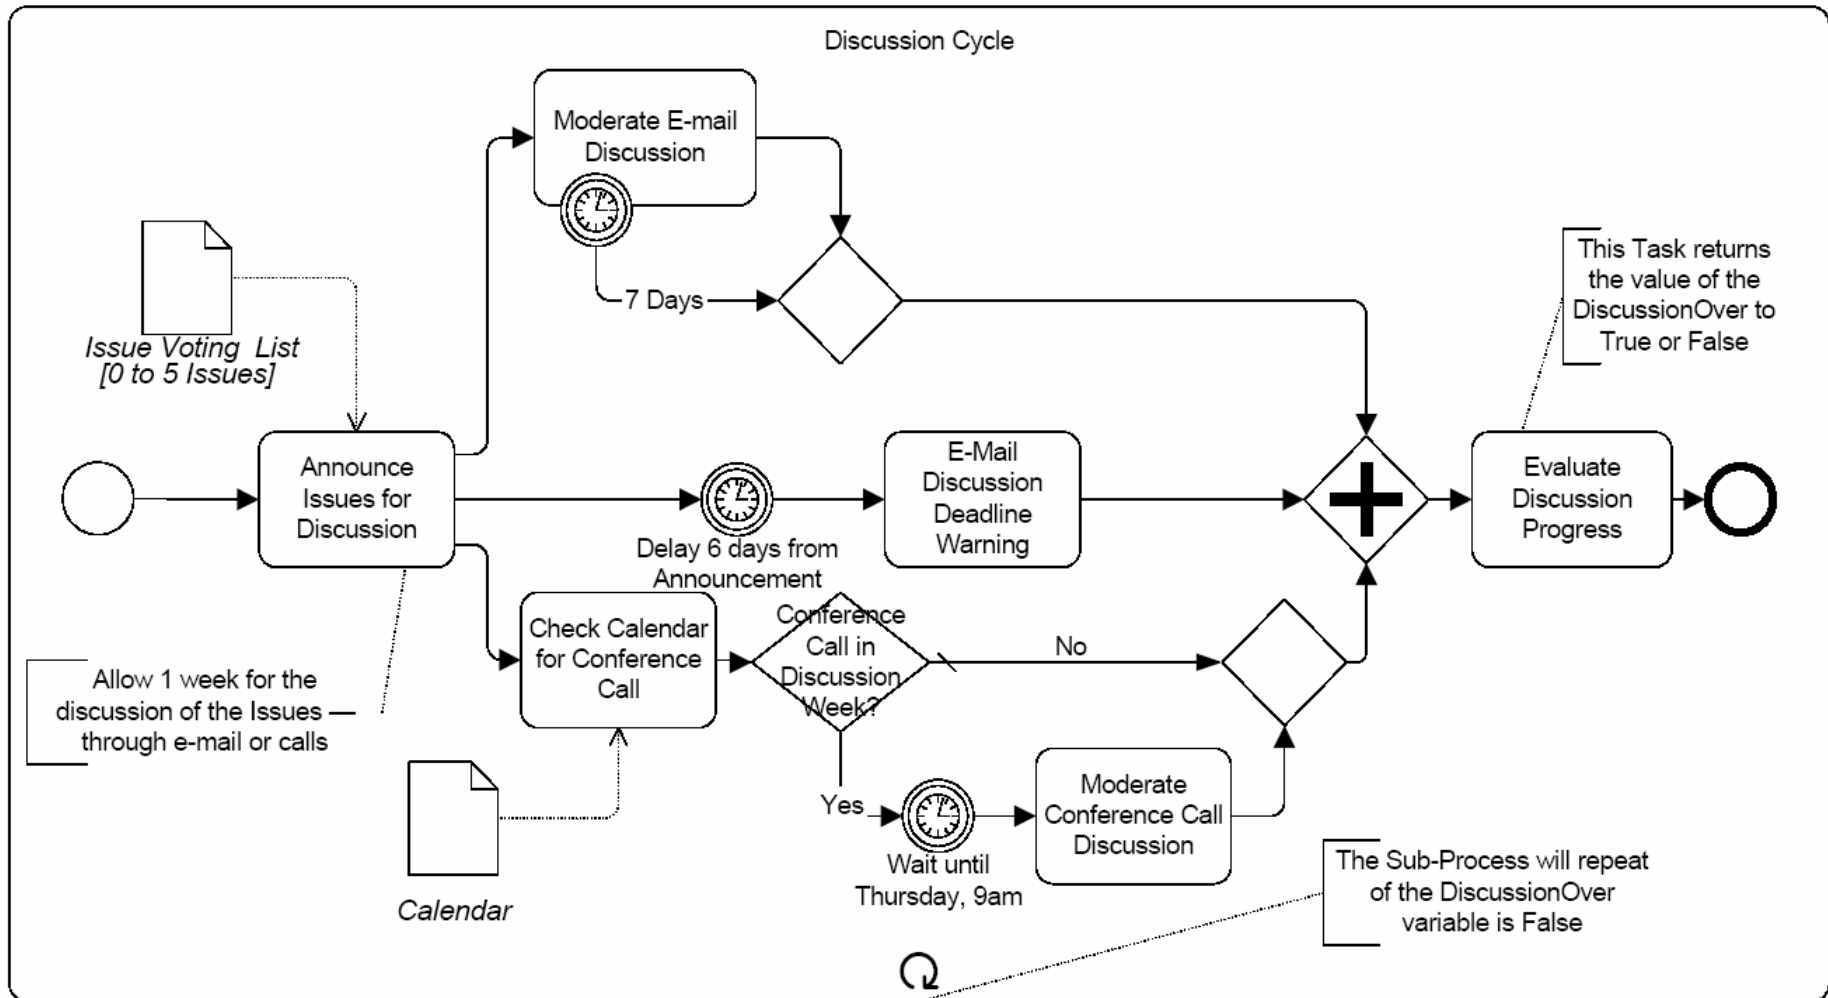 Discussion Cycle
Moderate E-mail
Discussion
7 Days
This Task returns
the value of the
DiscussionOver to
True or False
Issue Voting List
[0 to 5 Issues]
Announce
Issues for
Discussion
Delay 6 days from
Announcement
E-Mail
Discussion
Deadline
Warning
Evaluate
Discussion
Progress
Allow 1 week for the
discussion of the Issues —
through e-mail or calls
Check Calendar
for Conference
Call
Conference
Call in
Discussion
Week?
No
Yes
Calendar
Wait until
Thursday, 9am
Moderate
Conference Call
Discussion
The Sub-Process will repeat
of the DiscussionOver
variable is False